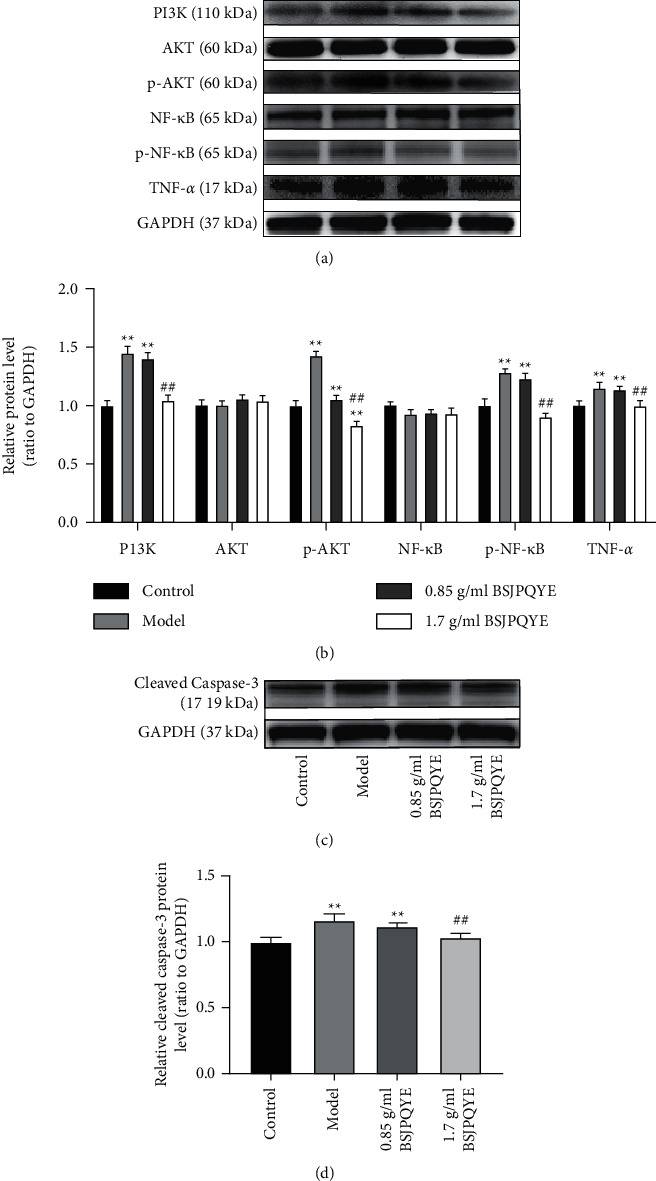 PI3K (110 kDa)
AKT (60 kDa)
p-AKT (60 kDa)
NF-κB (65 kDa)
p-NF-κB (65 kDa)
TNF-α (17 kDa)
GAPDH (37 kDa)
(a)
Relative protein level
(ratio to GAPDH)
2.0
1.5
1.0
0.5
0.0
** ** ##
** ** ## **
** ** ##
** ** ##
P13K AKT p-AKT NF-κB p-NF-κB TNF-α
Control 0.85 g/ml BSJPQYE
Model 1.7 g/ml BSJPQYE
(b)
Cleaved Caspase-3
(17 19 kDa)
GAPDH (37 kDa)
Control
Model
0.85 g/ml
BSJPQYE
1.7 g/ml
BSJPQYE
(c)
Relative cleaved caspase-3 protein
level (ratio to GAPDH)
1.5
1.0
0.5
0.0
** ** ##
Control
Model
0.85 g/ml
BSJPQYE
1.7 g/ml
BSJPQYE
(d)